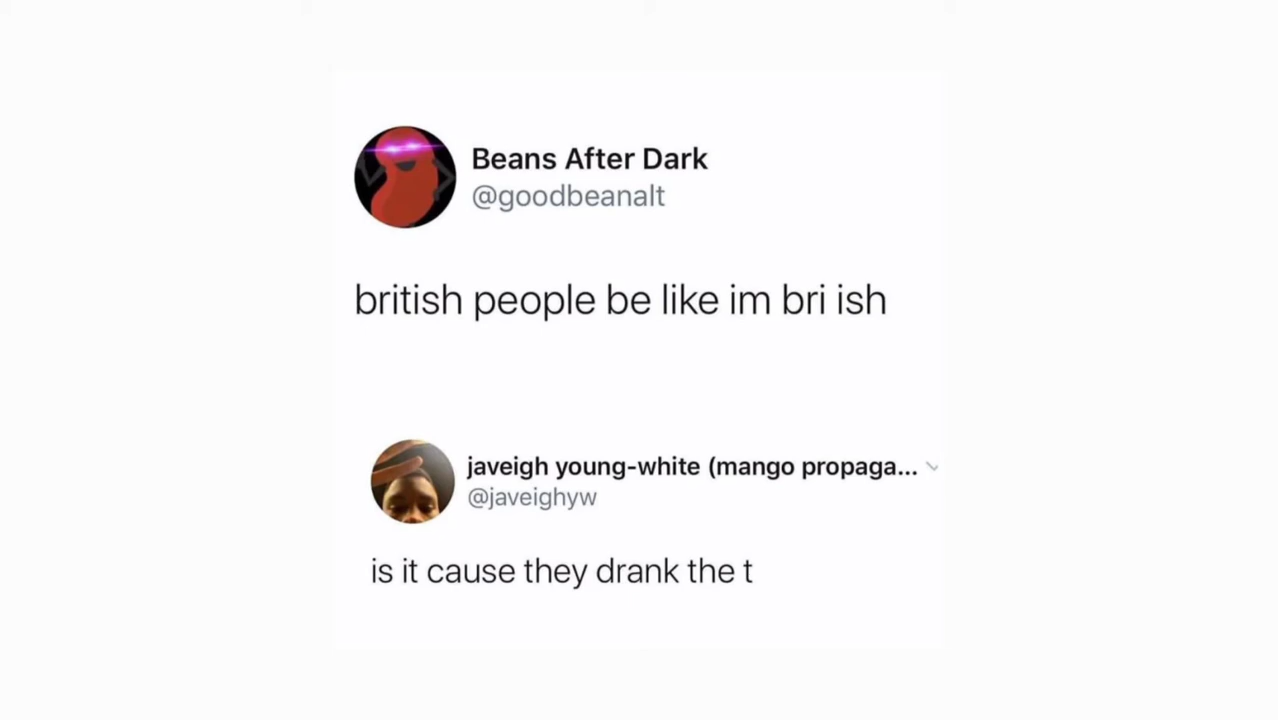 Beans After Dark
@goodbeanalt
british people be like im bri ish
javeigh young-white (mango propaga...
@javeighyw
is it cause they drank the t